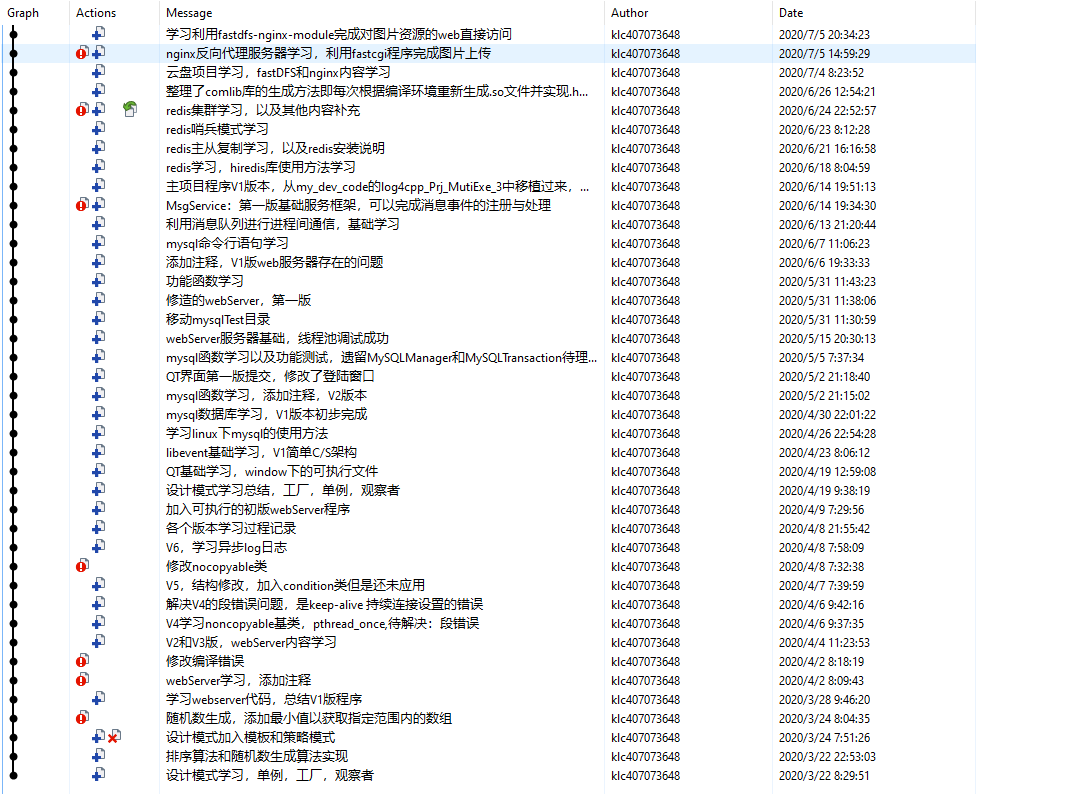 Graph Actions Message Author Date
学习利用fastdfs-nginx-module完成对图片资源的web直接访问 klc407073648 2020/7/5 20:34:23
nginx反向代理服务器学习，利用fastcgi程序完成图片上传 klc407073648 2020/7/5 14:59:29
云盘项目学习，fastDFS和nginx内容学习 klc407073648 2020/7/4 8:23:52
整理了comlib库的生成方法即每次根据编译环境重新生成.so文件并实现.h... klc407073648 2020/6/26 12:54:21
redis集群学习，以及其他内容补充 klc407073648 2020/6/24 22:52:57
redis哨兵模式学习 klc407073648 2020/6/23 8:12:28
redis主从复制学习，以及redis安装说明 klc407073648 2020/6/21 16:16:58
redis学习，hiredis库使用方法学习 klc407073648 2020/6/18 8:04:59
主项目程序V1版本，从my_dev_code的log4cpp_Prj_MutiExe_3中移植过来，... klc407073648 2020/6/14 19:51:13
MsgService：第一版基础服务框架，可以完成消息事件的注册与处理 klc407073648 2020/6/14 19:34:30
利用消息队列进行进程间通信，基础学习 klc407073648 2020/6/13 21:20:44
mysql命令行语句学习 klc407073648 2020/6/7 11:06:23
添加注释，V1版web服务器存在的问题 klc407073648 2020/6/6 19:33:33
功能函数学习 klc407073648 2020/5/31 11:43:23
修造的webServer，第一版 klc407073648 2020/5/31 11:38:06
移动mysqlTest目录 klc407073648 2020/5/31 11:30:59
webServer服务器基础，线程池调试成功 klc407073648 2020/5/15 20:30:13
mysql函数学习以及功能测试，遗留MySQLManager和MySQLTransaction待理... klc407073648 2020/5/5 7:37:34
QT界面第一版提交，修改了登陆窗口 klc407073648 2020/5/2 21:18:40
mysql函数学习，添加注释，V2版本 klc407073648 2020/5/2 21:15:02
mysql数据库学习，V1版本初步完成 klc407073648 2020/4/30 22:01:22
学习linux下mysql的使用方法 klc407073648 2020/4/26 22:54:28
libevent基础学习，V1简单C/S架构 klc407073648 2020/4/23 8:06:12
QT基础学习，window下的可执行文件 klc407073648 2020/4/19 12:59:08
设计模式学习总结，工厂，单例，观察者 klc407073648 2020/4/19 9:38:19
加入可执行的初版webServer程序 klc407073648 2020/4/9 7:29:56
各个版本学习过程记录 klc407073648 2020/4/8 21:55:42
V6，学习异步log日志 klc407073648 2020/4/8 7:58:09
修改nocopyable类 klc407073648 2020/4/8 7:32:38
V5，结构修改，加入condition类但是还未应用 klc407073648 2020/4/7 7:39:59
解决V4的段错误问题，是keep-alive 持续连接设置的错误 klc407073648 2020/4/6 9:42:16
V4学习noncopyable基类，pthread_once,待解决：段错误 klc407073648 2020/4/6 9:37:35
V2和V3版，webServer内容学习 klc407073648 2020/4/4 11:23:53
修改编译错误 klc407073648 2020/4/2 8:18:19
webServer学习，添加注释 klc407073648 2020/4/2 8:09:43
学习webserver代码，总结V1版程序 klc407073648 2020/3/28 9:46:20
随机数生成，添加最小值以获取指定范围内的数组 klc407073648 2020/3/24 8:04:35
设计模式加入模板和策略模式 klc407073648 2020/3/24 7:51:26
排序算法和随机数生成算法实现 klc407073648 2020/3/22 22:53:03
设计模式学习，单例，工厂，观察者 klc407073648 2020/3/22 8:29:51